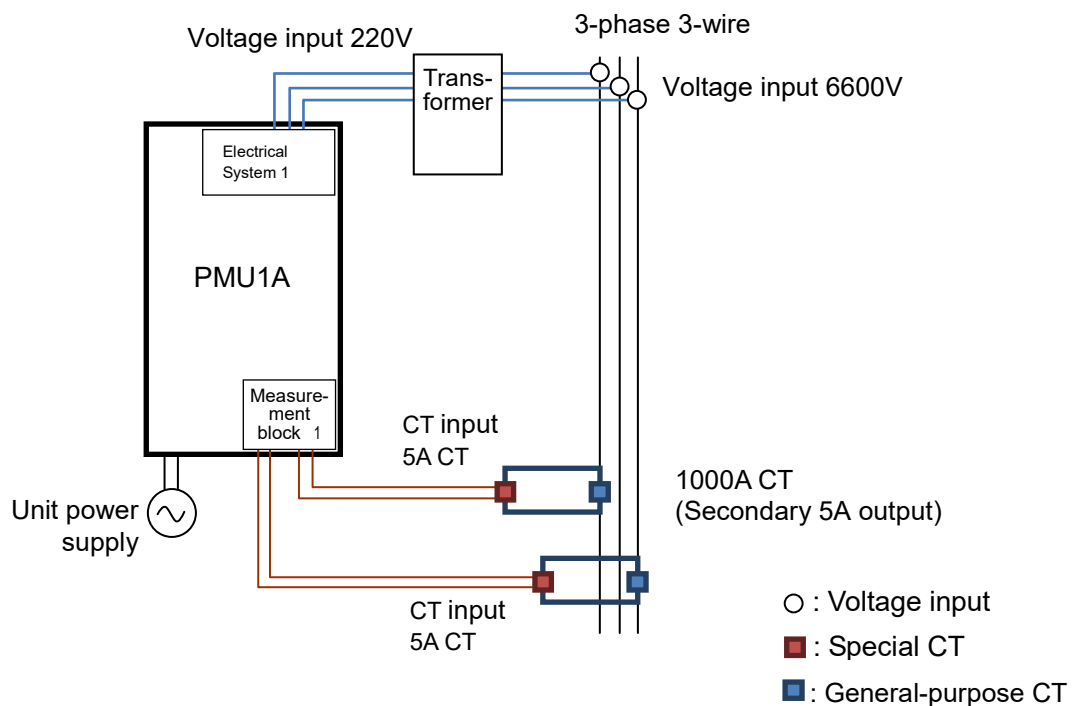 3-phase 3-wire
Voltage input 220V
Trans-
former
Voltage input 6600V
Electrical
System 1
PMU1A
Measure-
ment
block 1
CT input
5A CT
1000A CT
(Secondary 5A output)
Unit power
supply
CT input
5A CT
: Voltage input
: Special CT
: General-purpose CT